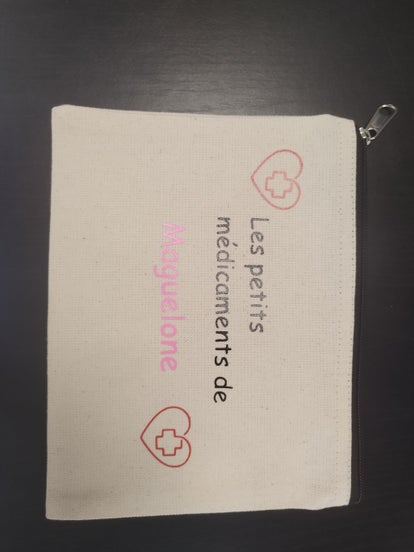 Les petits
médicaments de
Maguelone